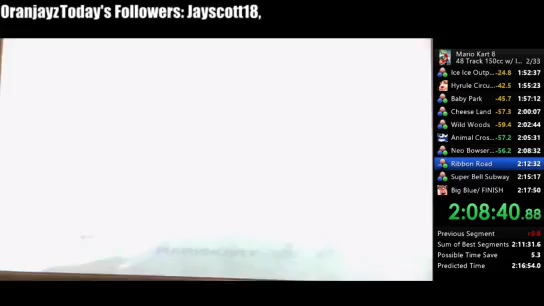 OranjayzToday's Followers: Jayscott18,
Mario Kart 8
48 Track 150cc w/ I... 2/33
Ice Ice Outp... -24.8 1:52:37
Hyrule Circu... -42.5 1:55:23
Baby Park -45.7 1:57:12
Cheese Land -57.3 2:00:07
Wild Woods -59.4 2:02:44
Animal Cros... -57.2 2:05:31
Neo Bowser... -56.2 2:08:32
Ribbon Road 2:12:32
Super Bell Subway 2:15:17
Big Blue/ FINISH 2:17:50
2:08:40.88
Previous Segment
Sum of Best Segments 2:11:31.6
Possible Time Save 5.3
Predicted Time 2:16:54.0